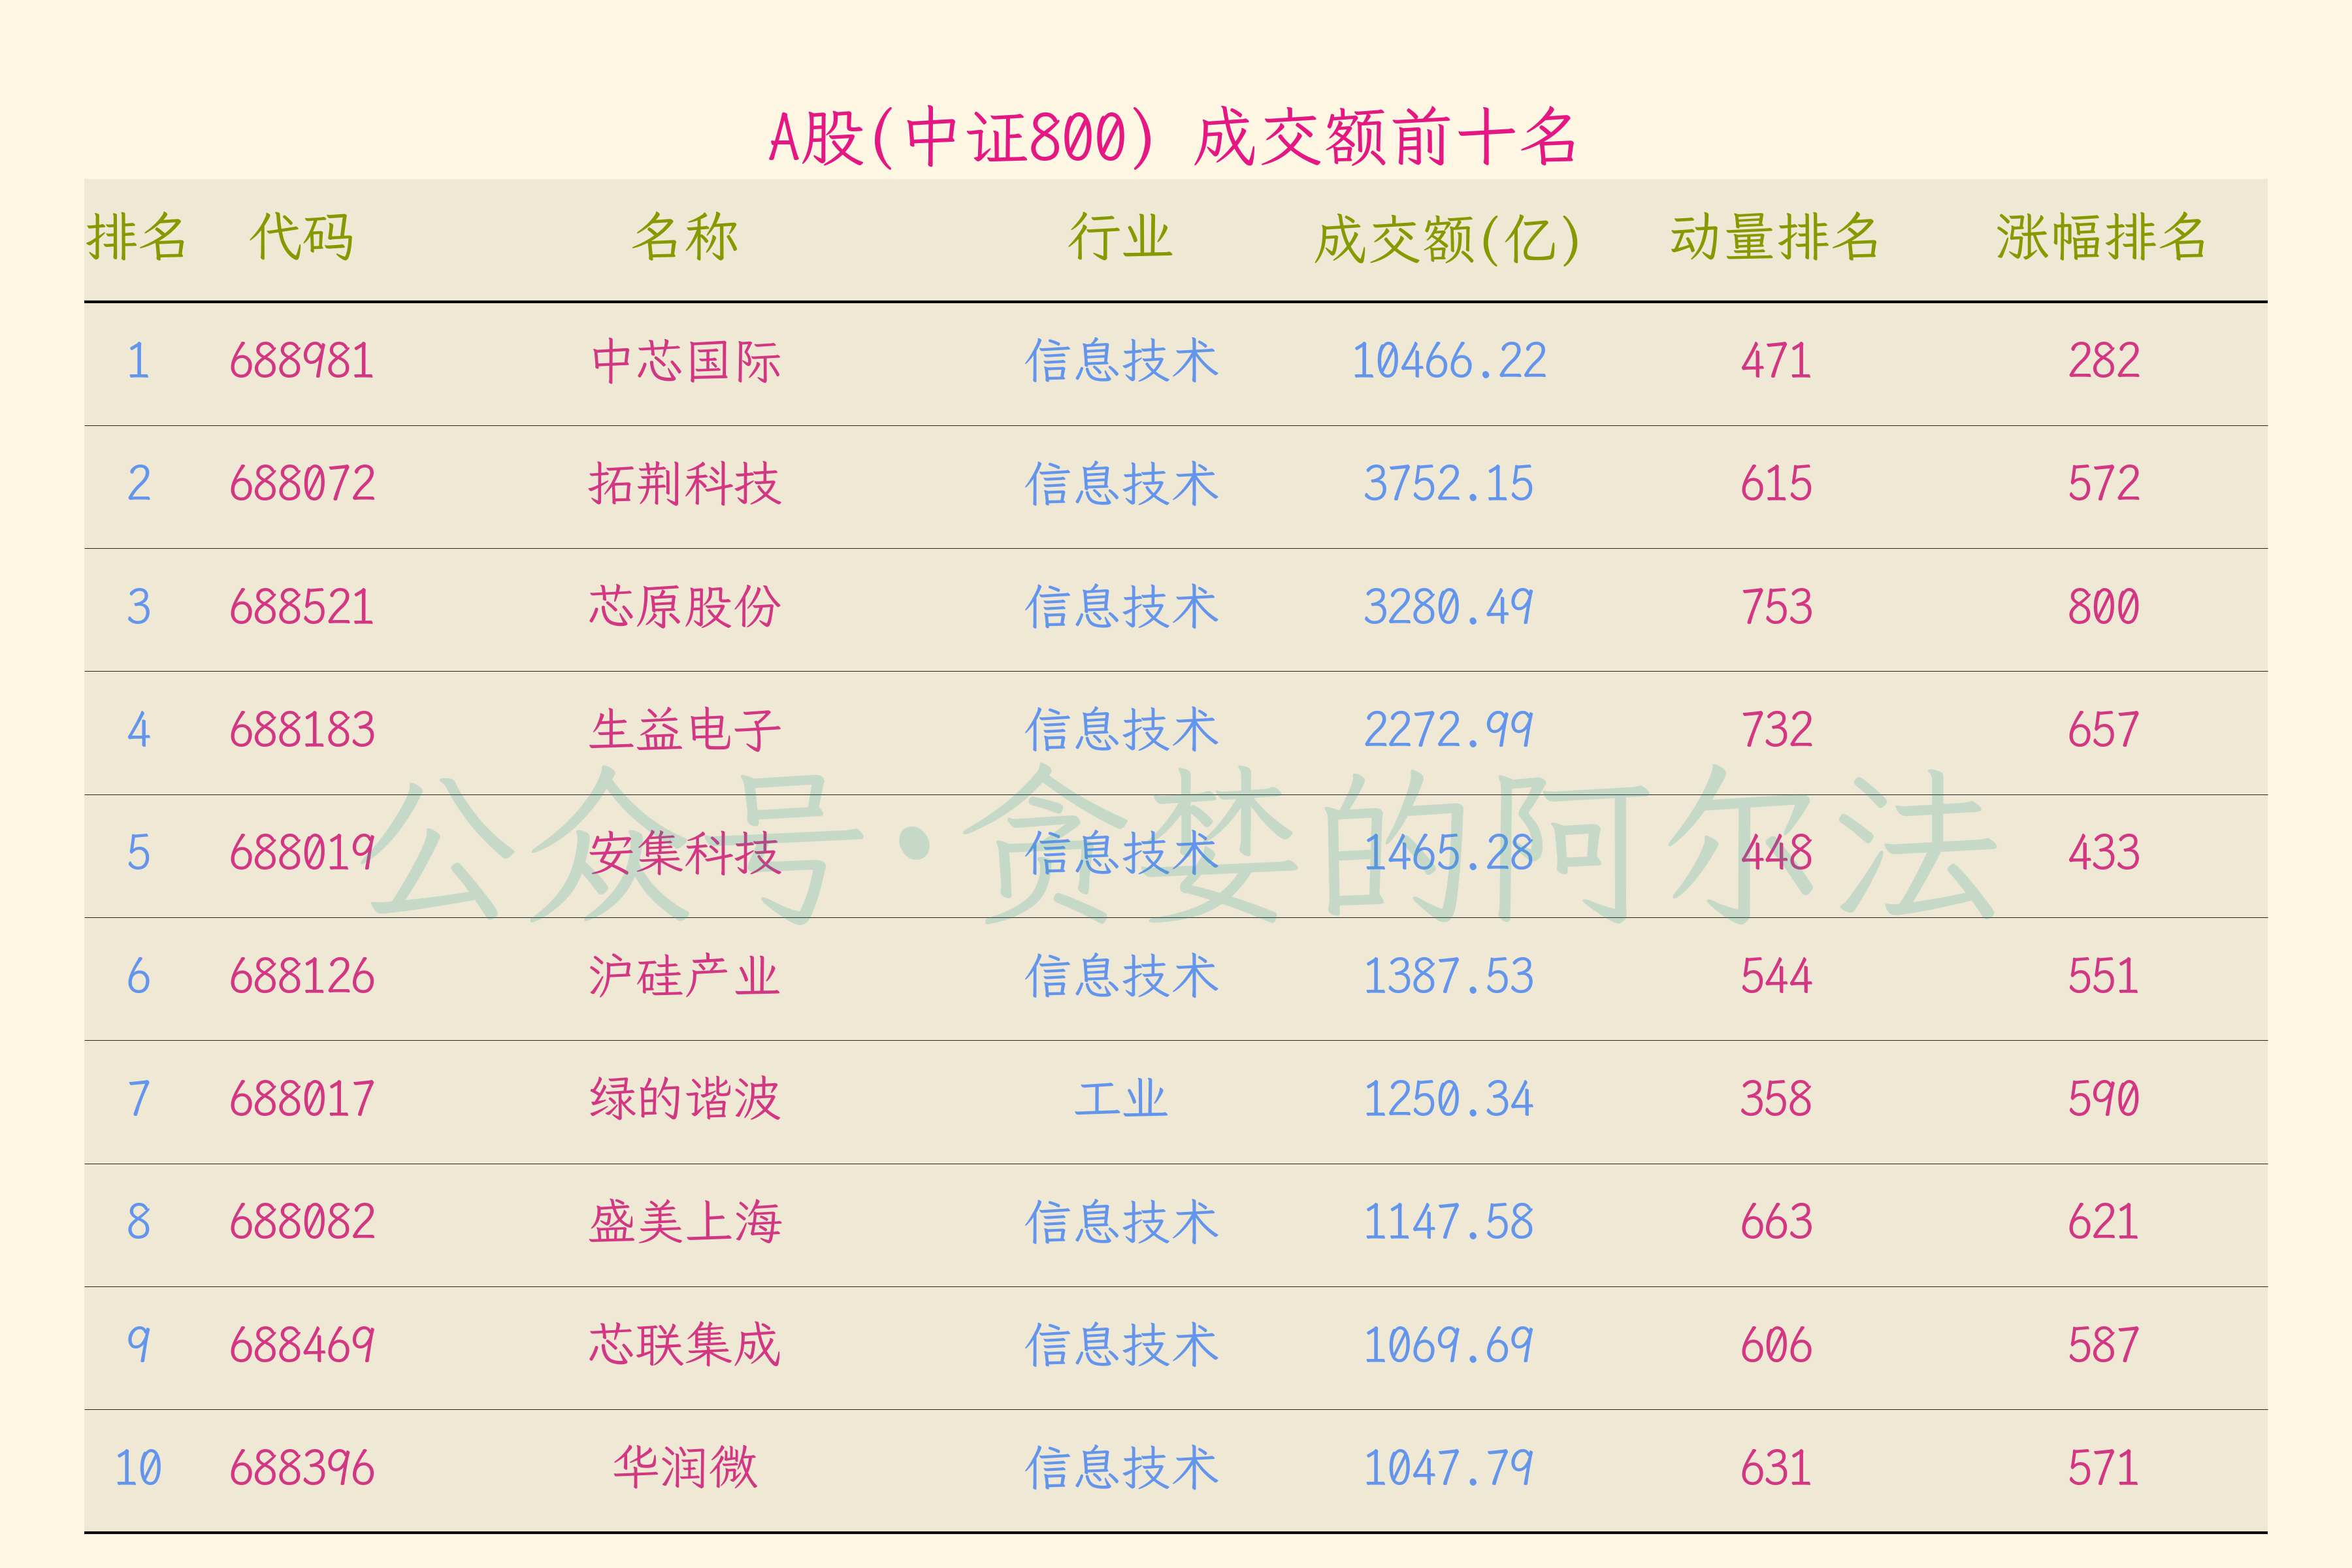 A股(中证800) 成交额前十名
排名 代码 名称 行业 成交额(亿) 动量排名 涨幅排名
1 688981 中芯国际 信息技术 10466.22 471 282
2 688072 拓荆科技 信息技术 3752.15 615 572
3 688521 芯原股份 信息技术 3280.49 753 800
4 688183 生益电子 信息技术 2272.99 732 657
公众号·贪婪的阿尔法
5 688019 安集科技 信息技术 1465.28 448 433
6 688126 沪硅产业 信息技术 1387.53 544 551
7 688017 绿的谐波 工业 1250.34 358 590
8 688082 盛美上海 信息技术 1147.58 663 621
9 688469 芯联集成 信息技术 1069.69 606 587
10 688396 华润微 信息技术 1047.79 631 571